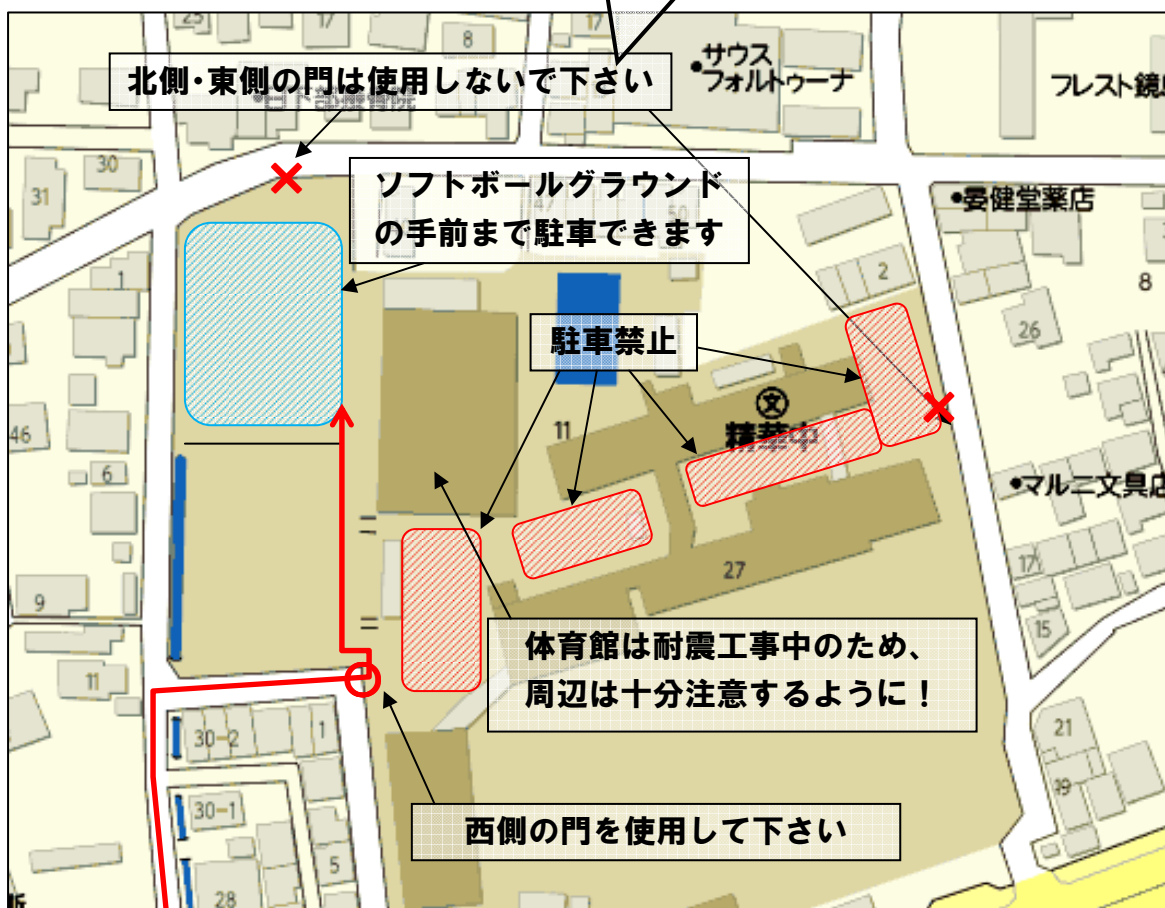 25
17
8
17
サウス
フォルトゥーナ
フレスト鏡島
北側・東側の門は使用しないで下さい
30
31
ソフトボールグラウンド
の手前まで駐車できます
晏健堂薬店
1
2
8
26
駐車禁止
11
精華中
46
6
マルニ文具店
17
27
9
15
体育館は耐震工事中のため、
周辺は十分注意するように！
11
30-2
1
21
19
30-1
西側の門を使用して下さい
5
28